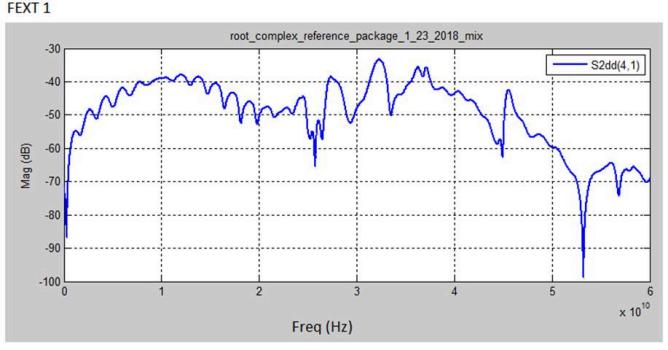 FEXT 1
root_complex_reference_package_1_23_2018_mix
S2dd(4,1)
Mag (dB)
-30
-40
-50
-60
-70
-80
-90
-100
0 1 2 3 4 5 6
x 10^10
Freq (Hz)